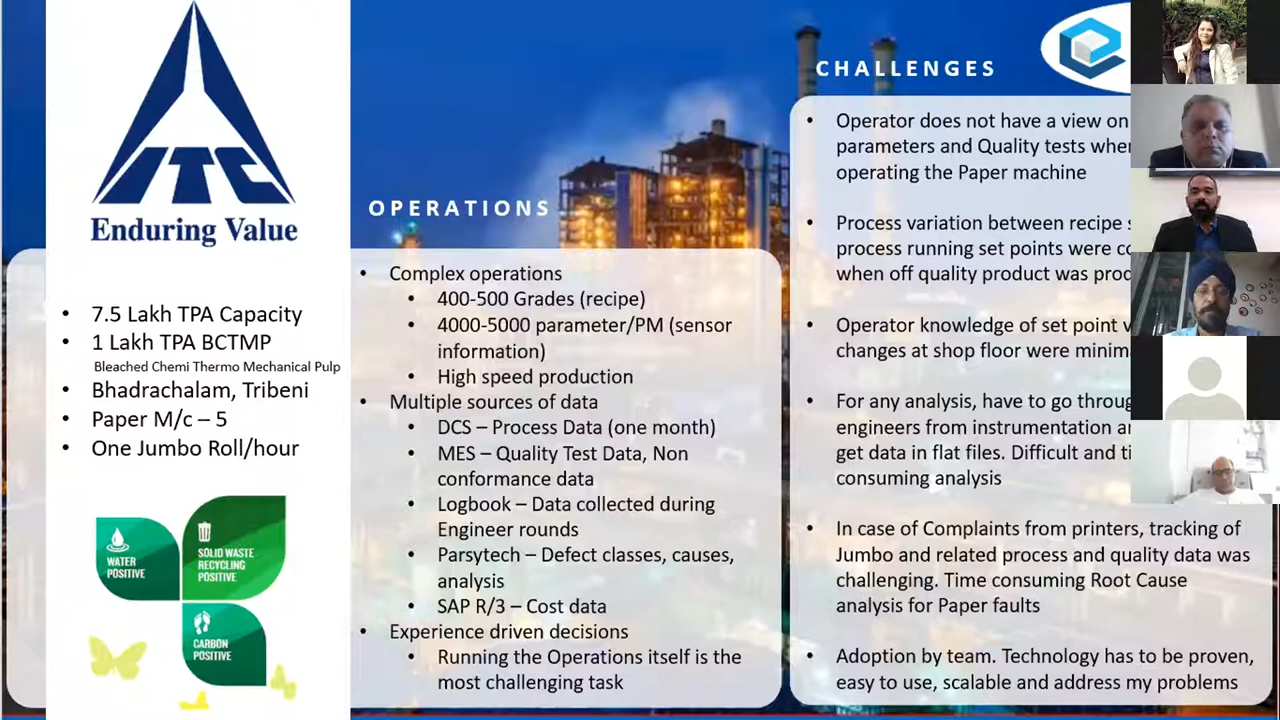 ITC
Enduring Value
• 7.5 Lakh TPA Capacity
• 1 Lakh TPA BCTMP
Bleached Chemi Thermo Mechanical Pulp
• Bhadrachalam, Tribeni
• Paper M/c – 5
• One Jumbo Roll/hour
WATER
POSITIVE
SOLID WASTE
RECYCLING
POSITIVE
CARBON
POSITIVE
OPERATIONS
• Complex operations
• 400-500 Grades (recipe)
• 4000-5000 parameter/PM (sensor
information)
• High speed production
• Multiple sources of data
• DCS – Process Data (one month)
• MES – Quality Test Data, Non
conformance data
• Logbook – Data collected during
Engineer rounds
• Parsytech – Defect classes, causes,
analysis
• SAP R/3 – Cost data
• Experience driven decisions
• Running the Operations itself is the
most challenging task
CHALLENGES
• Operator does not have a view on
parameters and Quality tests
operating the Paper machine
• Process variation between recipe
process running set points were
when off quality product was
• Operator knowledge of set point
changes at shop floor were
• For any analysis, have to go
engineers from instrumentation
get data in flat files. Difficult and
consuming analysis
• In case of Complaints from printers, tracking of
Jumbo and related process and quality data was
challenging. Time consuming Root Cause
analysis for Paper faults
• Adoption by team. Technology has to be proven,
easy to use, scalable and address my problems